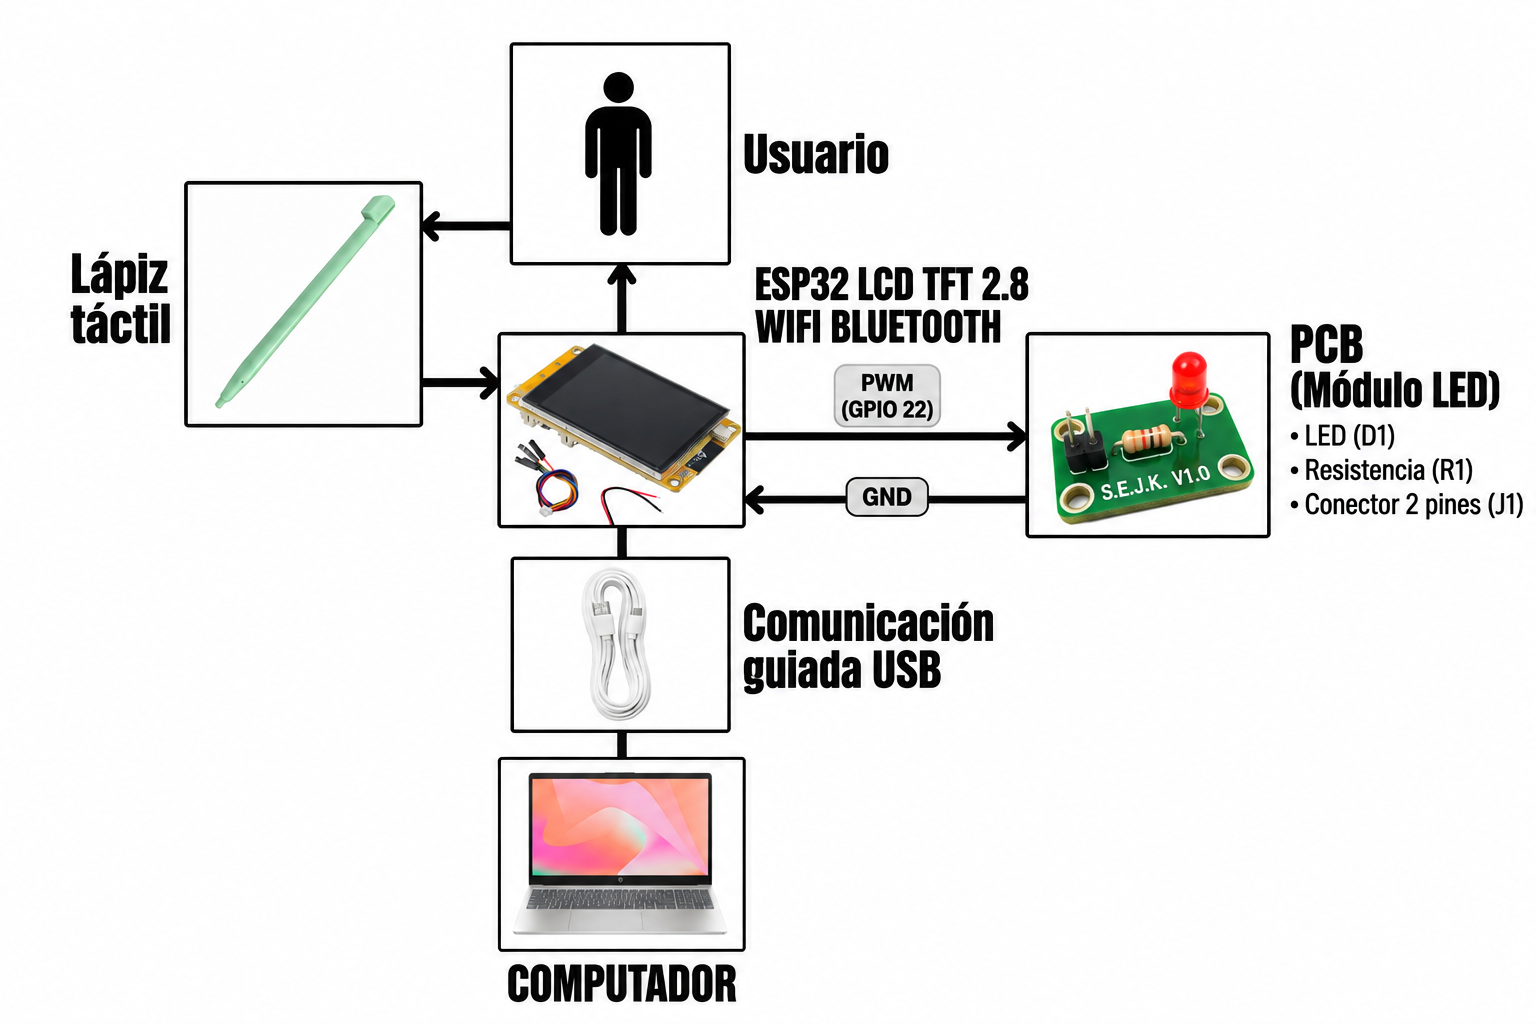 Usuario
Lápiz
táctil
ESP32 LCD TFT 2.8
WIFI BLUETOOTH
PWM
(GPIO 22)
GND
S.E.J.K. V1.0
PCB
(Módulo LED)
• LED (D1)
• Resistencia (R1)
• Conector 2 pines (J1)
Comunicación
guiada USB
COMPUTADOR